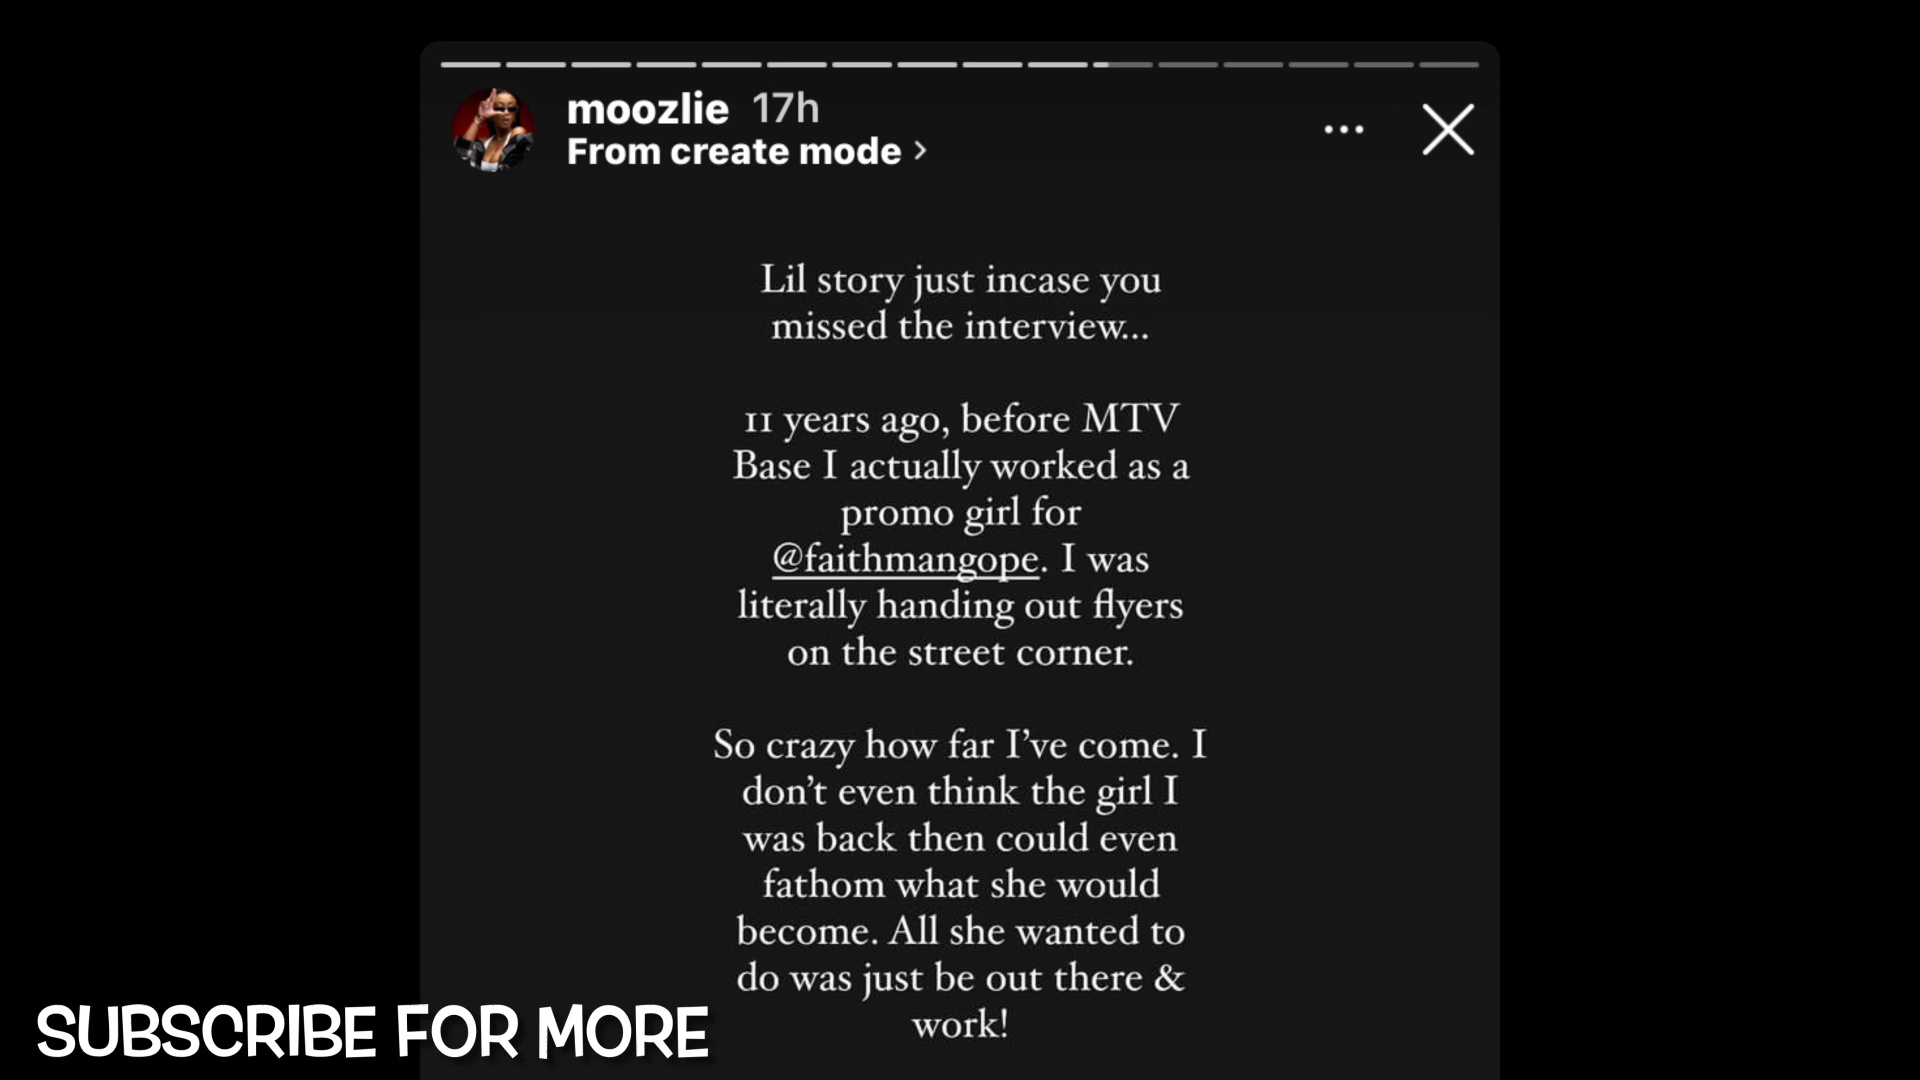 moozlie 17h
From create mode >
Lil story just incase you
missed the interview...
11 years ago, before MTV
Base I actually worked as a
promo girl for
@faithmangope. I was
literally handing out flyers
on the street corner.
So crazy how far I've come. I
don't even think the girl I
was back then could even
fathom what she would
become. All she wanted to
do was just be out there &
work!
SUBSCRIBE FOR MORE